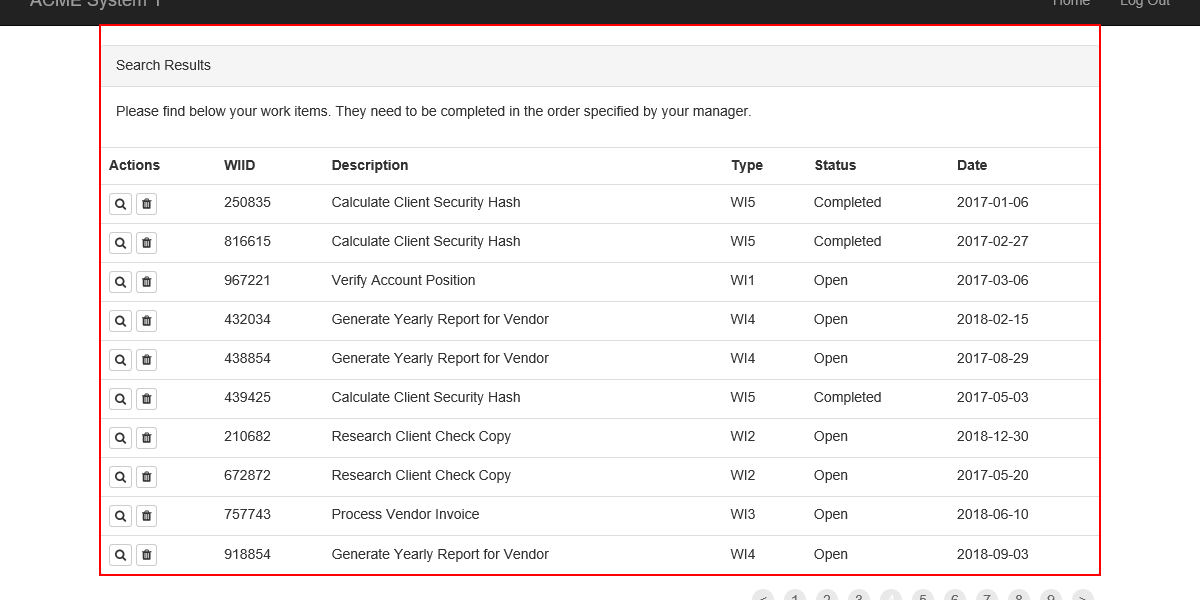 ACME System 1 Home Log Out
Search Results
Please find below your work items. They need to be completed in the order specified by your manager.
Actions WIID Description Type Status Date
250835 Calculate Client Security Hash WI5 Completed 2017-01-06
816615 Calculate Client Security Hash WI5 Completed 2017-02-27
967221 Verify Account Position WI1 Open 2017-03-06
432034 Generate Yearly Report for Vendor WI4 Open 2018-02-15
438854 Generate Yearly Report for Vendor WI4 Open 2017-08-29
439425 Calculate Client Security Hash WI5 Completed 2017-05-03
210682 Research Client Check Copy WI2 Open 2018-12-30
672872 Research Client Check Copy WI2 Open 2017-05-20
757743 Process Vendor Invoice WI3 Open 2018-06-10
918854 Generate Yearly Report for Vendor WI4 Open 2018-09-03
< 1 2 3 4 5 6 7 8 9 >